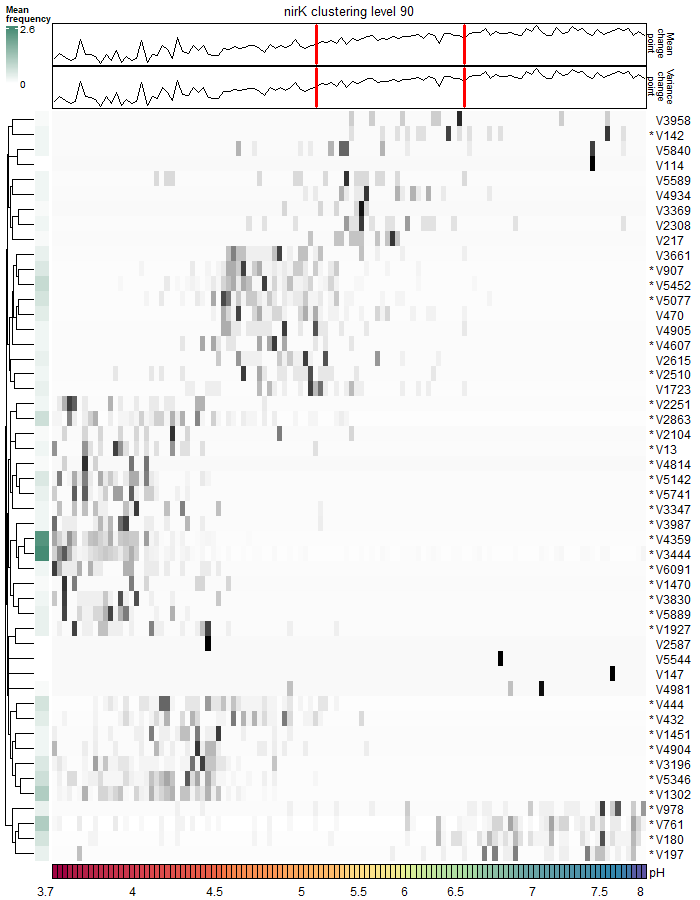 nirK clustering level 90
Mean
frequency
2.6
0
Mean
change
point
Variance
change
point
V3958
* V142
V5840
V114
V5589
V4934
V3369
V2308
V217
V3661
* V907
* V5452
* V5077
V470
V4905
* V4607
V2615
* V2510
V1723
* V2251
* V2863
* V2104
* V13
* V4814
* V5142
* V5741
* V3347
* V3987
* V4359
* V3444
* V6091
* V1470
* V3830
* V5889
* V1927
V2587
V5544
V147
V4981
* V444
* V432
* V1451
* V4904
* V3196
* V5346
* V1302
* V978
* V761
* V180
* V197
pH
3.7 4 4.5 5 5.5 6 6.5 7 7.5 8